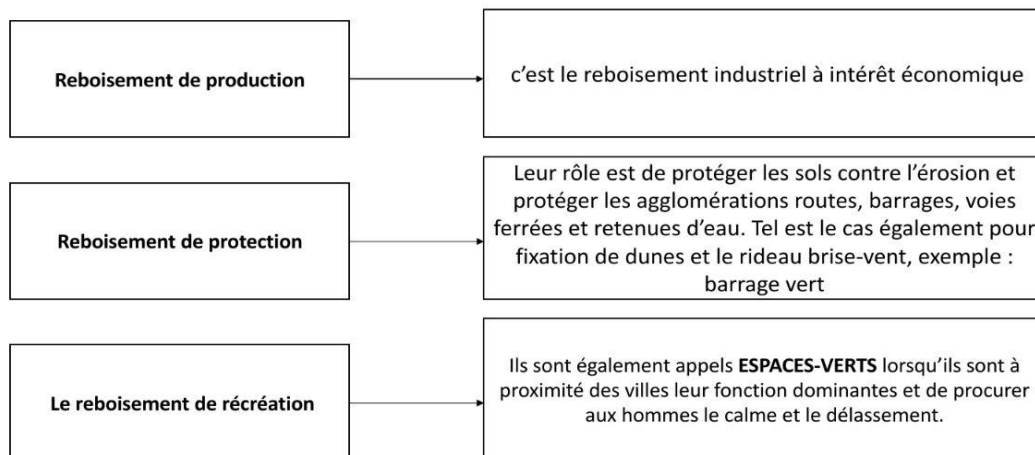 Reboisement de production
c'est le reboisement industriel à intérêt économique
Reboisement de protection
Leur rôle est de protéger les sols contre l'érosion et
protéger les agglomérations routes, barrages, voies
ferrées et retenues d'eau. Tel est le cas également pour
fixation de dunes et le rideau brise-vent, exemple :
barrage vert
Le reboisement de récréation
Ils sont également appels ESPACES-VERTS lorsqu'ils sont à
proximité des villes leur fonction dominantes et de procurer
aux hommes le calme et le délassement.